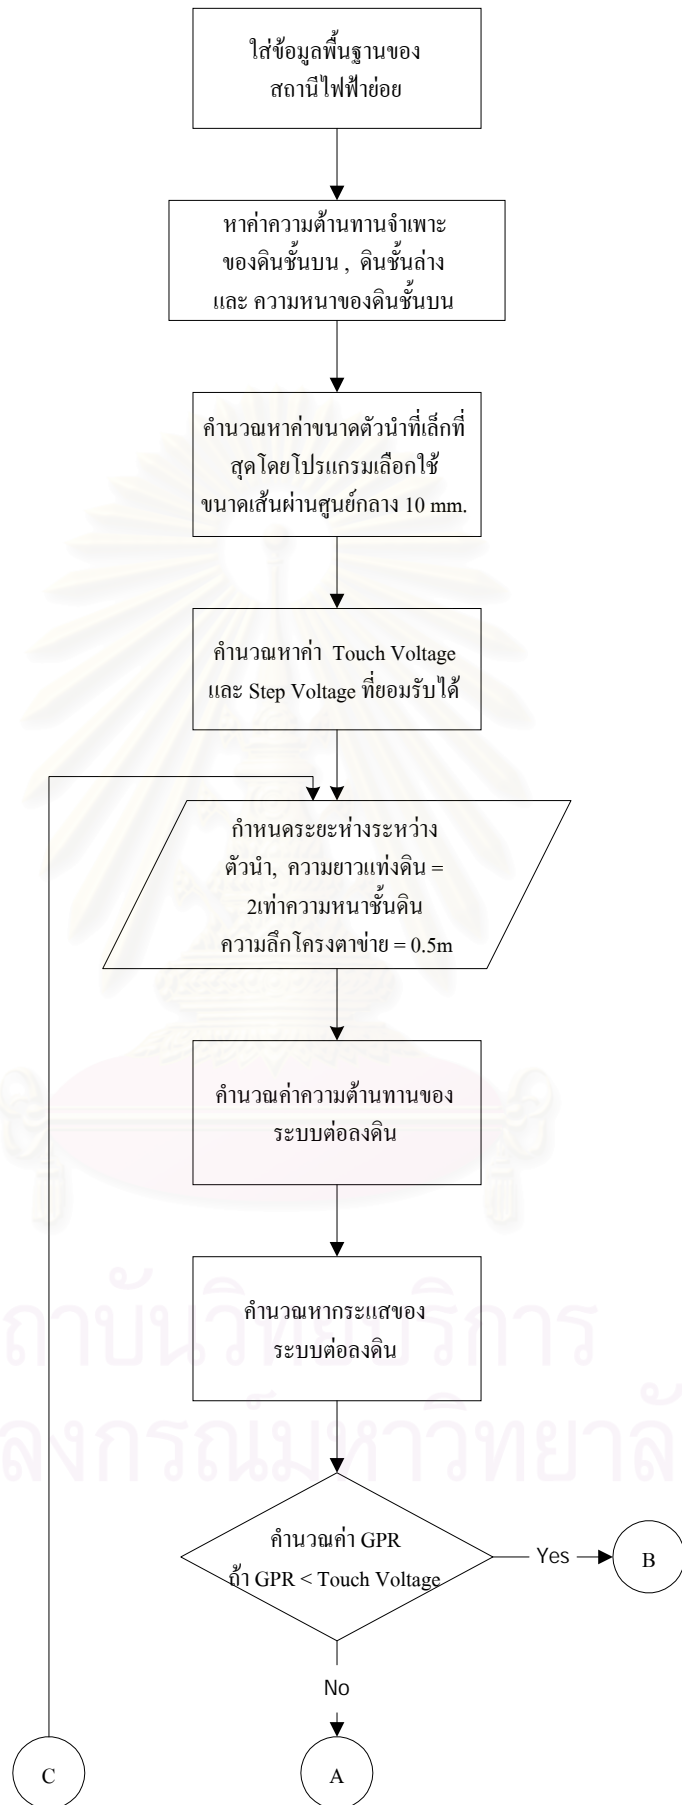 ใส่ข้อมูลพื้นฐานของ
สถานีไฟฟ้าย่อย
หาค่าความต้านทานจำเพาะ
ของดินชั้นบน , ดินชั้นล่าง
และ ความหนาของดินชั้นบน
คำนวณหาค่าขนาดตัวนำที่เล็กที่
สุดโดยโปรแกรมเลือกใช้
ขนาดเส้นผ่านศูนย์กลาง 10 mm.
คำนวณหาค่า Touch Voltage
และ Step Voltage ที่ยอมรับได้
กำหนดระยะห่างระหว่าง
ตัวนำ, ความยาวแท่งดิน =
2เท่าความหนาชั้นดิน
ความลึกโครงตาข่าย = 0.5m
คำนวณค่าความต้านทานของ
ระบบต่อลงดิน
คำนวณหากระแสของ
ระบบต่อลงดิน
คำนวณค่า GPR
ถ้า GPR < Touch Voltage
Yes
B
No
C
A